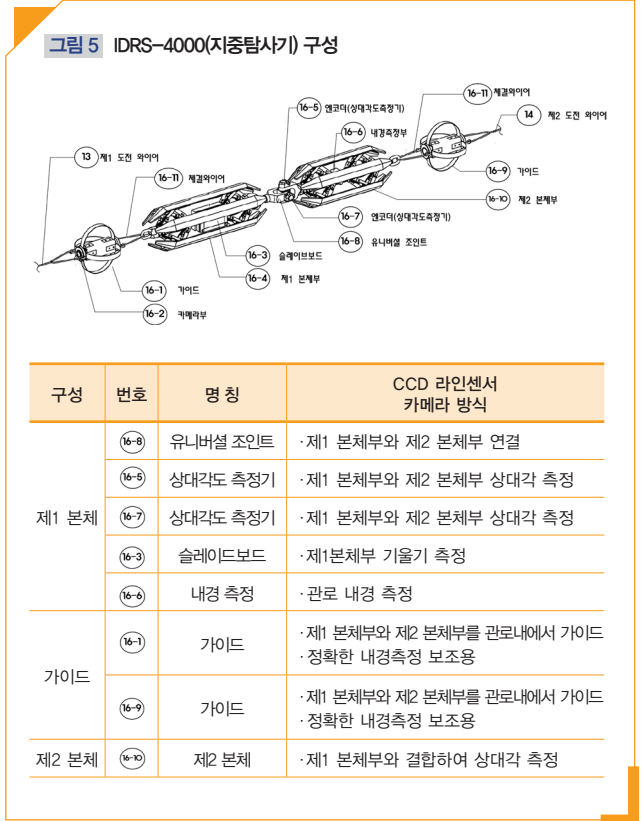 그림 5 IDRS-4000(지중탐사기) 구성
16-11 체결와이어
16-5 엔코더(상대각도측정기)
14 제2 도전 와이어
16-6 내경측정부
13 제1 도전 와이어
16-9 가이드
16-11 체결와이어
16-10 제2 본체부
16-7 엔코더(상대각도측정기)
16-8 유니버셜 조인트
16-3 슬레이브보드
16-4 제1 본체부
16-1 가이드
16-2 카메라부
구성 번호 명 칭 CCD 라인센서
카메라 방식
제1 본체
16-8 유니버셜 조인트 ·제1 본체부와 제2 본체부 연결
16-5 상대각도 측정기 ·제1 본체부와 제2 본체부 상대각 측정
16-7 상대각도 측정기 ·제1 본체부와 제2 본체부 상대각 측정
16-3 슬레이드보드 ·제1본체부 기울기 측정
16-6 내경 측정 ·관로 내경 측정
가이드
16-1 가이드 ·제1 본체부와 제2 본체부를 관로내에서 가이드
·정확한 내경측정 보조용
16-9 가이드 ·제1 본체부와 제2 본체부를 관로내에서 가이드
·정확한 내경측정 보조용
제2 본체 16-10 제2 본체 ·제1 본체부와 결합하여 상대각 측정